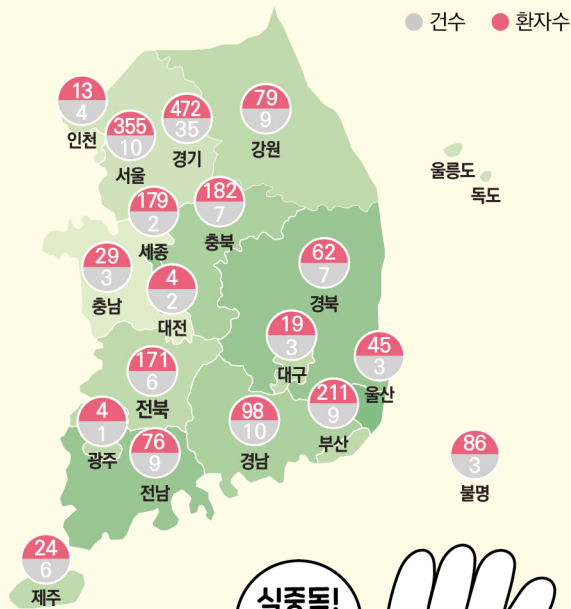 건수 환자수
13
4
인천
355
10
서울
472
35
경기
79
9
강원
울릉도
독도
179
2
세종
182
7
충북
29
3
충남
4
2
대전
62
7
경북
19
3
대구
45
3
울산
171
6
전북
211
9
부산
4
1
광주
76
9
전남
98
10
경남
86
3
불명
24
6
제주
식중독!